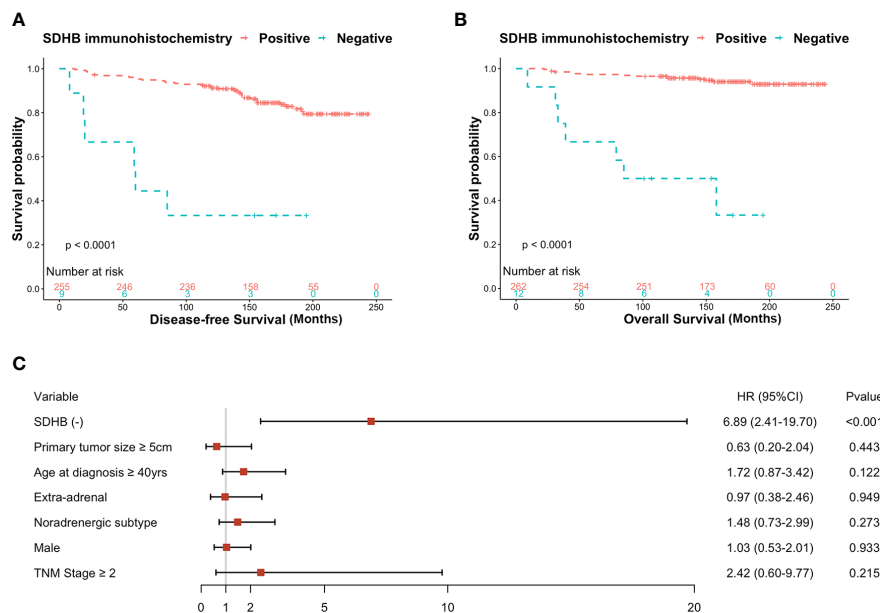 A
SDHB immunohistochemistry Positive Negative
Survival probability
1.0
0.8
0.6
0.4
0.2
0.0
p < 0.0001
Number at risk
255 246 236 158 55 0
9 6 3 3 0 0
0 50 100 150 200 250
Disease-free Survival (Months)
B
SDHB immunohistochemistry Positive Negative
Survival probability
1.0
0.8
0.6
0.4
0.2
0.0
p < 0.0001
Number at risk
262 254 251 173 60 0
12 8 6 4 0 0
0 50 100 150 200 250
Overall Survival (Months)
C
Variable HR (95%CI) Pvalue
SDHB (-) 6.89 (2.41-19.70) <0.001
Primary tumor size ≥ 5cm 0.63 (0.20-2.04) 0.443
Age at diagnosis ≥ 40yrs 1.72 (0.87-3.42) 0.122
Extra-adrenal 0.97 (0.38-2.46) 0.949
Noradrenergic subtype 1.48 (0.73-2.99) 0.273
Male 1.03 (0.53-2.01) 0.933
TNM Stage ≥ 2 2.42 (0.60-9.77) 0.215
0 1 2 5 10 20